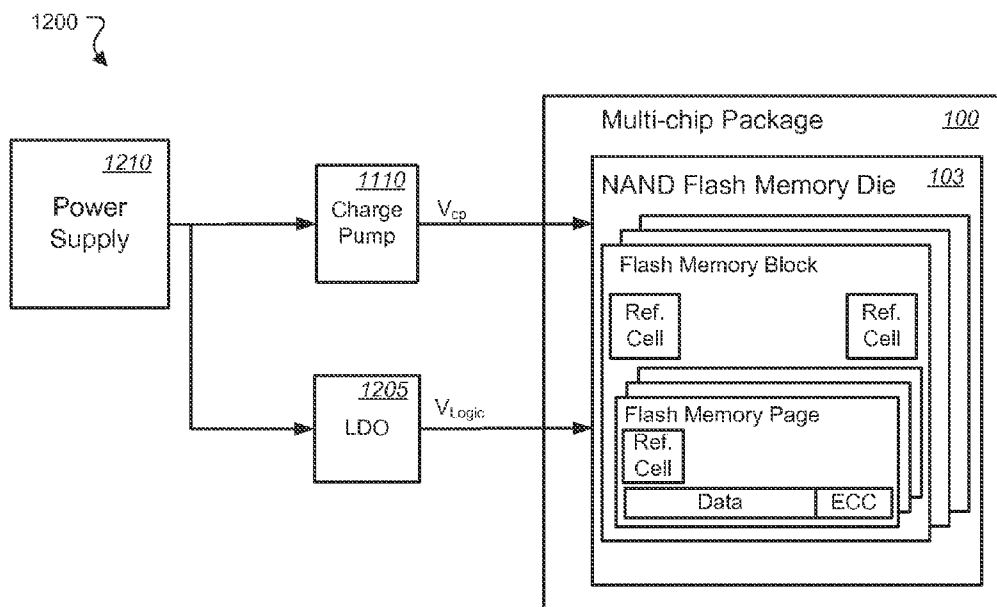 1200
Multi-chip Package 100
1210
Power
Supply
1110
Charge
Pump
Vcp
NAND Flash Memory Die 103
Flash Memory Block
Ref.
Cell
Ref.
Cell
1205
LDO
VLogic
Flash Memory Page
Ref.
Cell
Data ECC